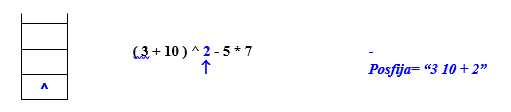 ( 3 + 10 ) ^ 2 - 5 * 7
-
Posfija= “3 10 + 2”
^